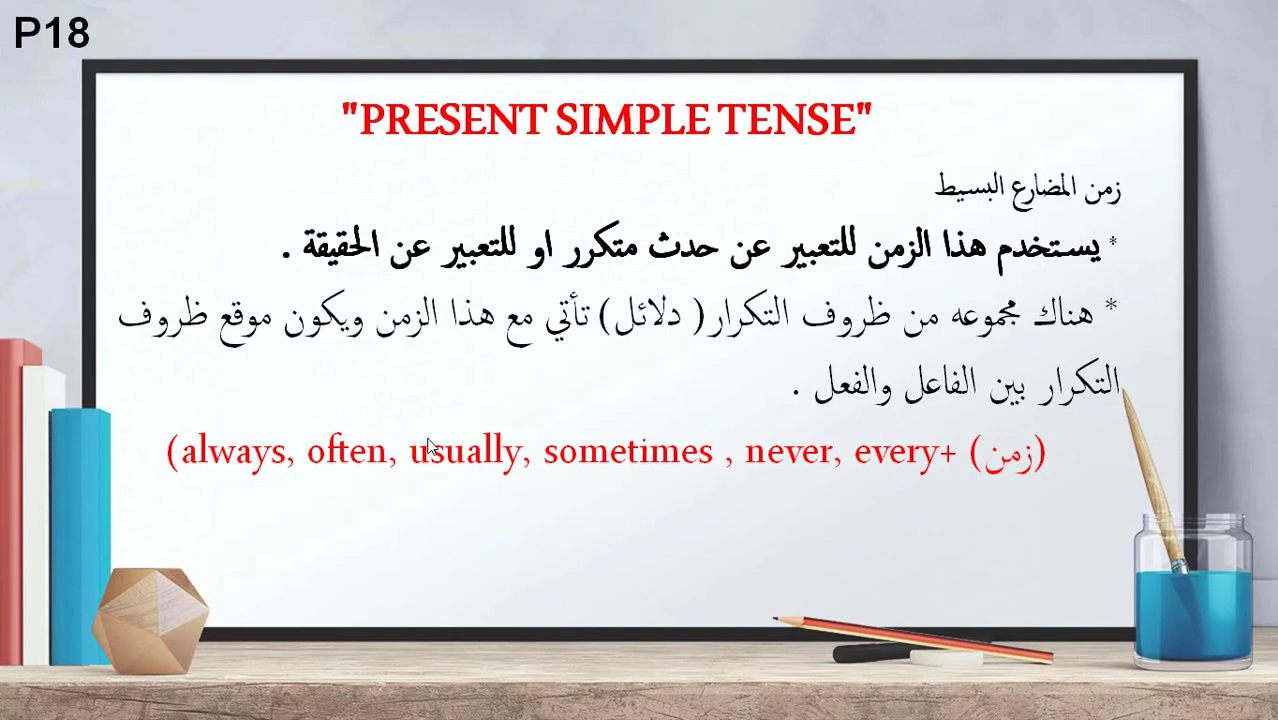 P18
"PRESENT SIMPLE TENSE"
زمن المضارع البسيط
* يستخدم هذا الزمن للتعبير عن حدث متكرر او للتعبير عن الحقيقة .
* هناك مجموعه من ظروف التكرار( دلائل) تأتي مع هذا الزمن ويكون موقع ظروف
التكرار بين الفاعل والفعل .
(always, often, usually, sometimes , never, every+ (زمن)